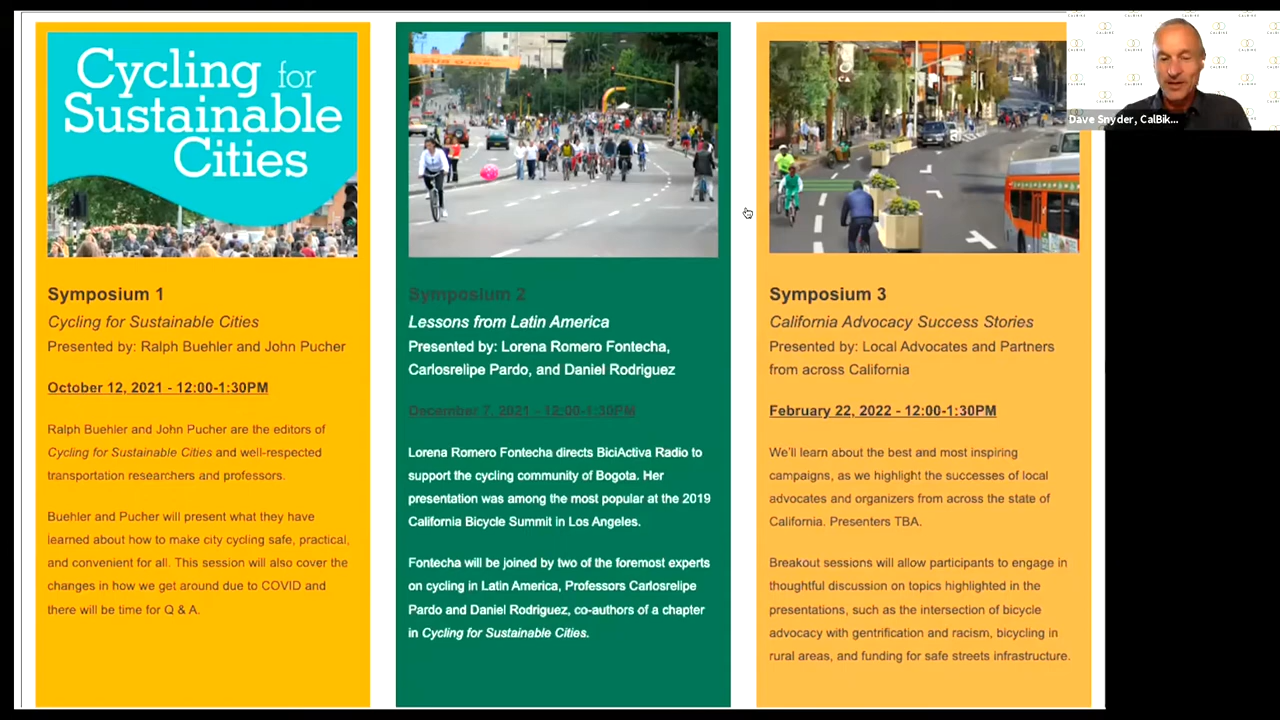 Cycling for
Sustainable
Cities
Symposium 1
Cycling for Sustainable Cities
Presented by: Ralph Buehler and John Pucher
October 12, 2021 - 12:00-1:30PM
Ralph Buehler and John Pucher are the editors of
Cycling for Sustainable Cities and well-respected
transportation researchers and professors.
Buehler and Pucher will present what they have
learned about how to make city cycling safe, practical,
and convenient for all. This session will also cover the
changes in how we get around due to COVID and
there will be time for Q & A.
Symposium 2
Lessons from Latin America
Presented by: Lorena Romero Fontecha,
Carlosrelipe Pardo, and Daniel Rodriguez
December 7, 2021 - 12:00-1:30PM
Lorena Romero Fontecha directs BiciActiva Radio to
support the cycling community of Bogota. Her
presentation was among the most popular at the 2019
California Bicycle Summit in Los Angeles.
Fontecha will be joined by two of the foremost experts
on cycling in Latin America, Professors Carlosrelipe
Pardo and Daniel Rodriguez, co-authors of a chapter
in Cycling for Sustainable Cities.
Symposium 3
California Advocacy Success Stories
Presented by: Local Advocates and Partners
from across California
February 22, 2022 - 12:00-1:30PM
We'll learn about the best and most inspiring
campaigns, as we highlight the successes of local
advocates and organizers from across the state of
California. Presenters TBA.
Breakout sessions will allow participants to engage in
thoughtful discussion on topics highlighted in the
presentations, such as the intersection of bicycle
advocacy with gentrification and racism, bicycling in
rural areas, and funding for safe streets infrastructure.
CALBIKE
Dave Snyder, CalBik...